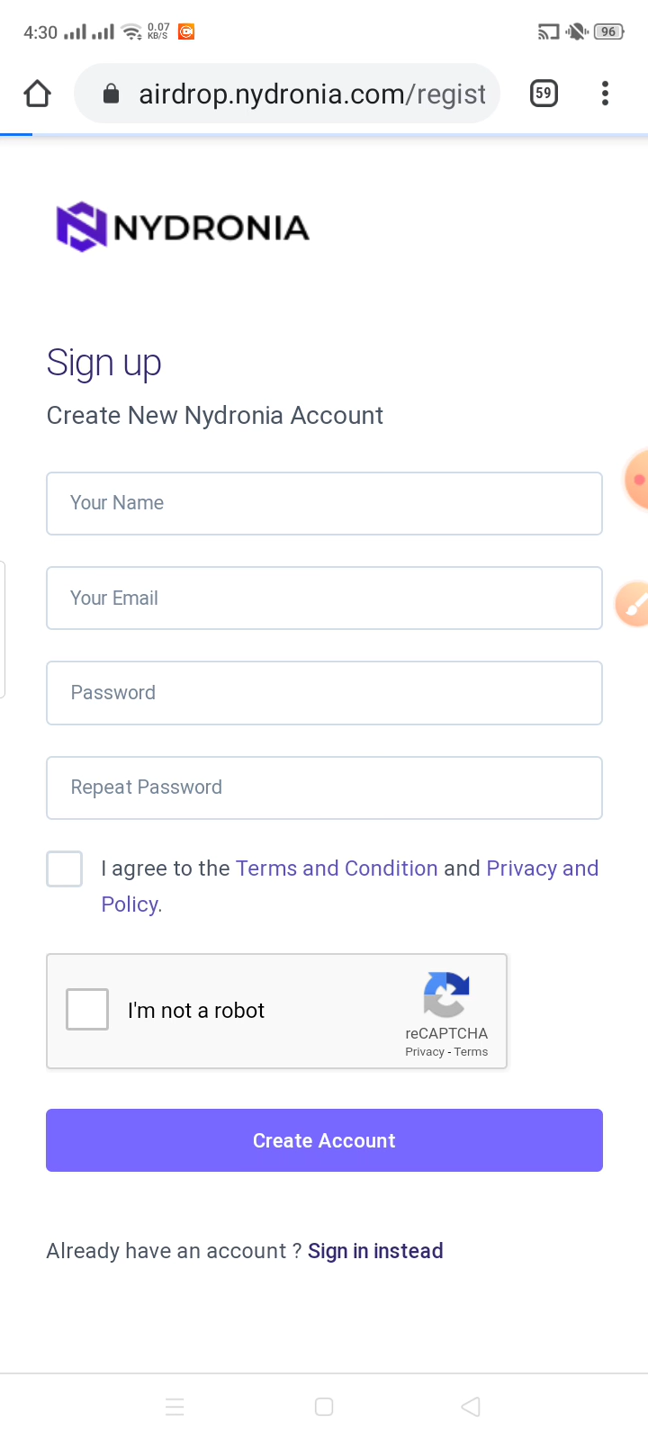 4:30 0.07 KB/S 96
airdrop.nydronia.com/regist 59
NYDRONIA
Sign up
Create New Nydronia Account
Your Name
Your Email
Password
Repeat Password
I agree to the Terms and Condition and Privacy and
Policy.
I'm not a robot
reCAPTCHA
Privacy - Terms
Create Account
Already have an account ? Sign in instead